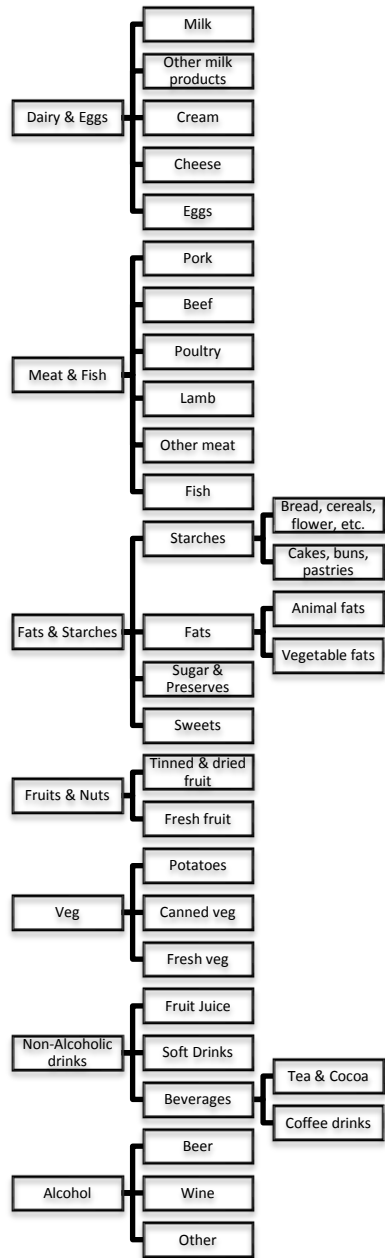 Dairy & Eggs
Milk
Other milk
products
Cream
Cheese
Eggs
Meat & Fish
Pork
Beef
Poultry
Lamb
Other meat
Fish
Fats & Starches
Starches
Bread, cereals,
flower, etc.
Cakes, buns,
pastries
Fats
Animal fats
Vegetable fats
Sugar &
Preserves
Sweets
Fruits & Nuts
Tinned & dried
fruit
Fresh fruit
Veg
Potatoes
Canned veg
Fresh veg
Non-Alcoholic
drinks
Fruit Juice
Soft Drinks
Beverages
Tea & Cocoa
Coffee drinks
Alcohol
Beer
Wine
Other